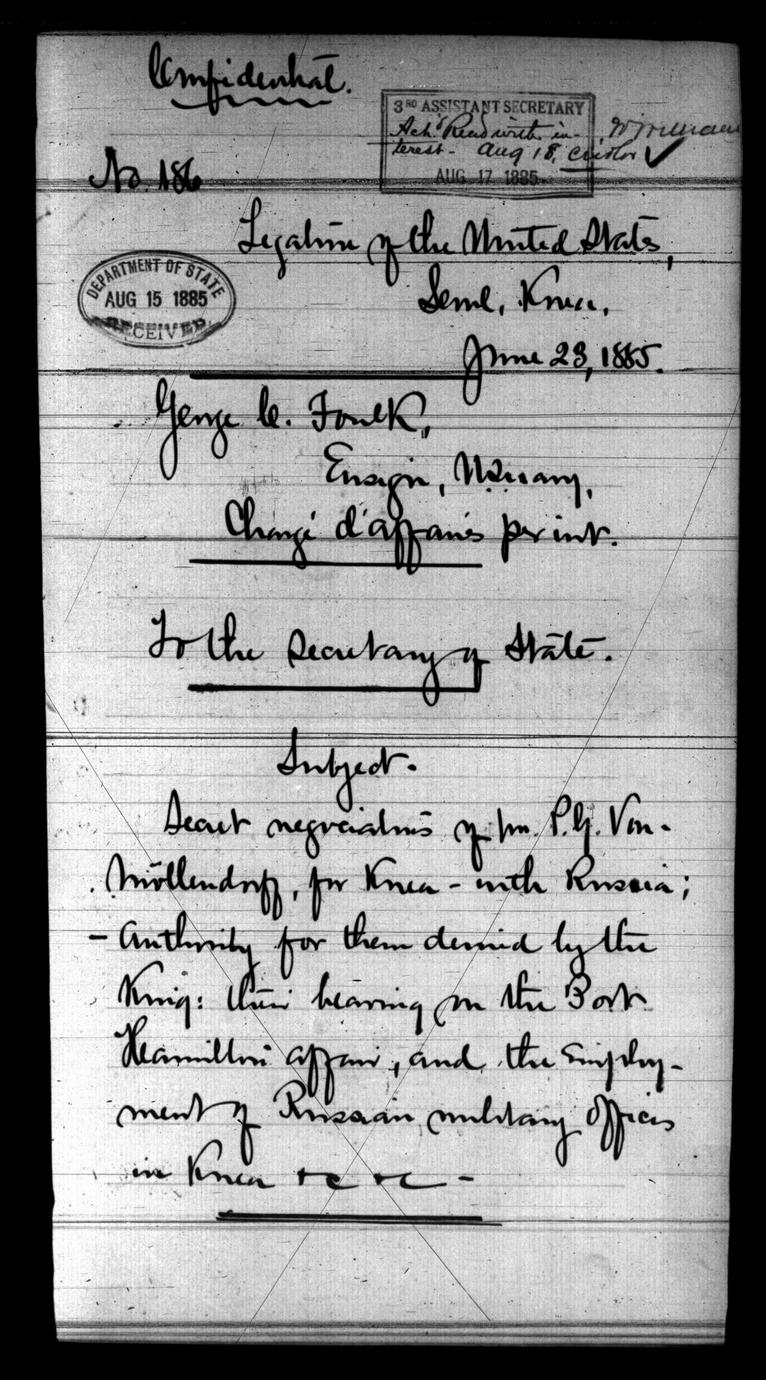 Confidential.
3RD ASSISTANT SECRETARY
Ack'd Read with in-
terest - Aug 18,
AUG 17 1885
No. 186
Legation of the United States,
Seoul, Korea,
June 23, 1885.
DEPARTMENT OF STATE
AUG 15 1885
RECEIVED
George C. Foulk,
Ensign, U.S. Navy,
Chargé d'affaires per int.
To the Secretary of State.
Subject.
Secret negociations of Mr. P.G. Von-
Möllendorff, for Korea - with Russia;
- Authority for them denied by the
King: their bearing on the Port
Hamilton affair, and the Employ-
ment of Russian military officers
in Korea &c &c -